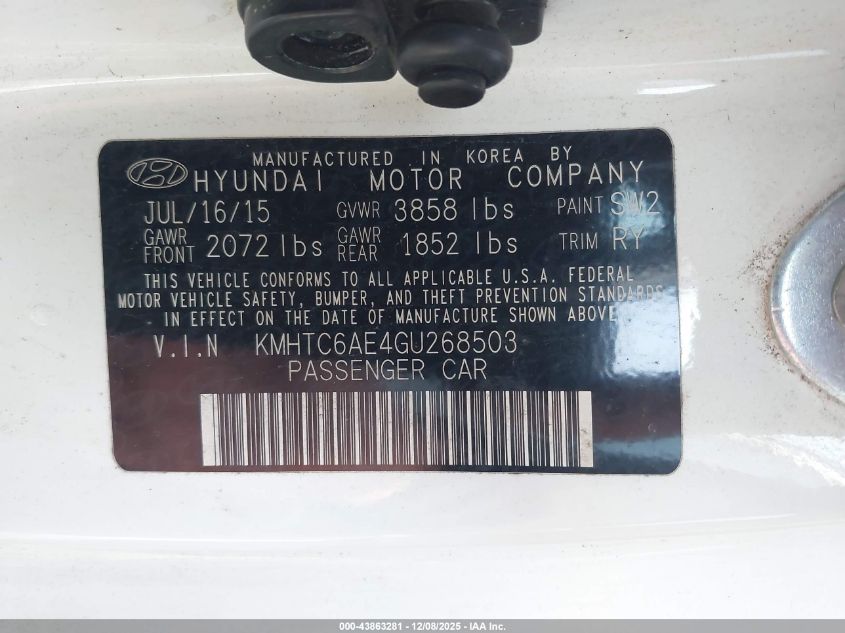 MANUFACTURED IN KOREA BY
HYUNDAI MOTOR COMPANY
JUL/16/15 GVWR 3858 lbs PAINT SW2
GAWR FRONT 2072 lbs GAWR REAR 1852 lbs TRIM RY
THIS VEHICLE CONFORMS TO ALL APPLICABLE U.S.A. FEDERAL
MOTOR VEHICLE SAFETY, BUMPER, AND THEFT PREVENTION STANDARDS
IN EFFECT ON THE DATE OF MANUFACTURE SHOWN ABOVE.
V.I.N KMHTC6AE4GU268503
PASSENGER CAR
000-43863281 - 12/08/2025 - IAA Inc.